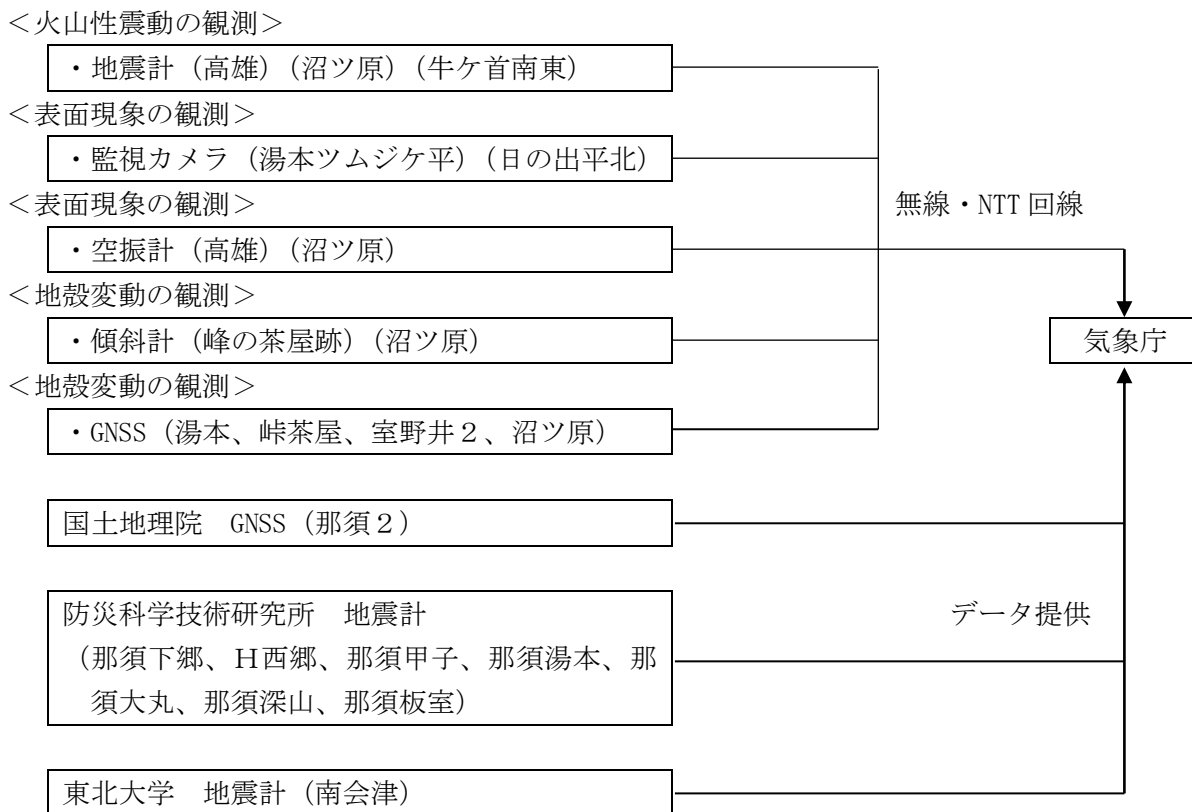 ＜火山性震動の観測＞
・地震計（高雄）（沼ツ原）（牛ケ首南東）
＜表面現象の観測＞
・監視カメラ（湯本ツムジケ平）（日の出平北）
＜表面現象の観測＞
無線・NTT 回線
・空振計（高雄）（沼ツ原）
＜地殻変動の観測＞
・傾斜計（峰の茶屋跡）（沼ツ原）
気象庁
＜地殻変動の観測＞
・GNSS（湯本、峠茶屋、室野井２、沼ツ原）
国土地理院　GNSS（那須２）
防災科学技術研究所　地震計
データ提供
（那須下郷、Ｈ西郷、那須甲子、那須湯本、那
須大丸、那須深山、那須板室）
東北大学　地震計（南会津）